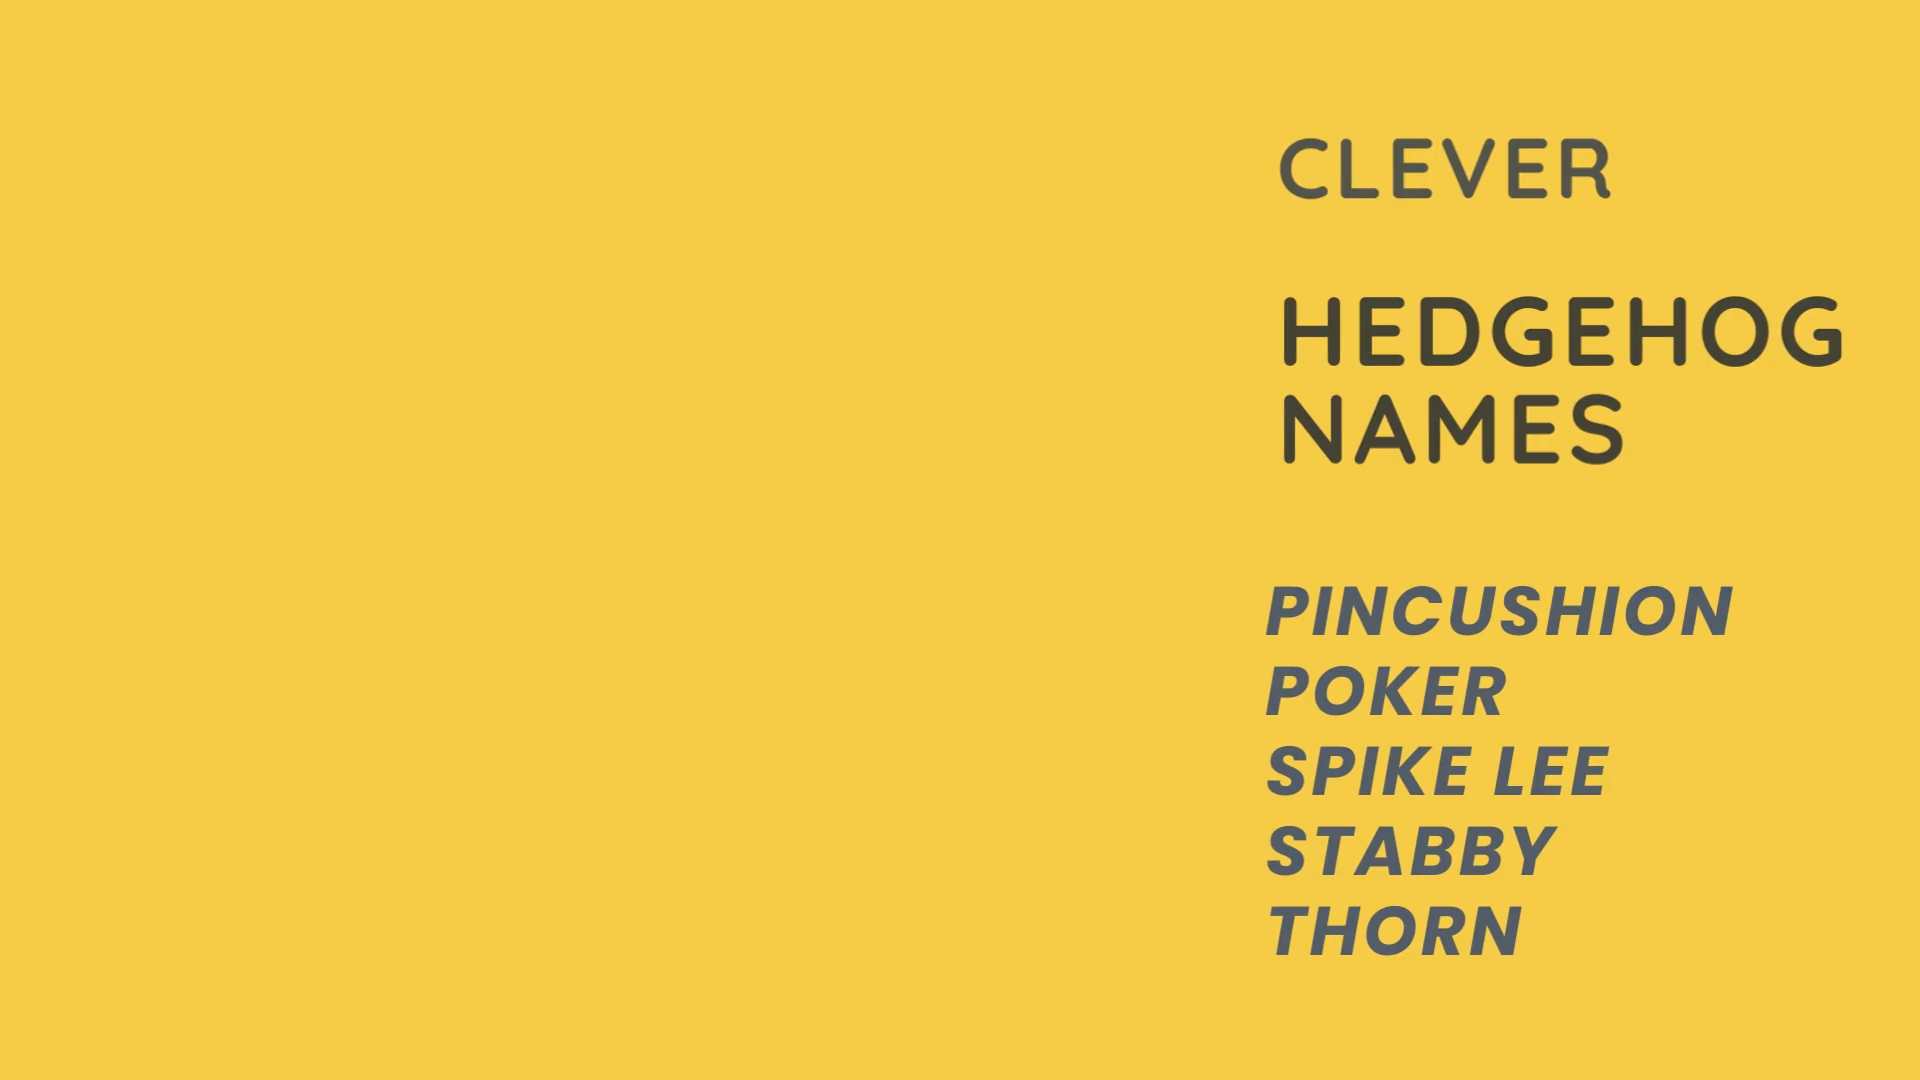 CLEVER
HEDGEHOG
NAMES
PINCUSHION
POKER
SPIKE LEE
STABBY
THORN